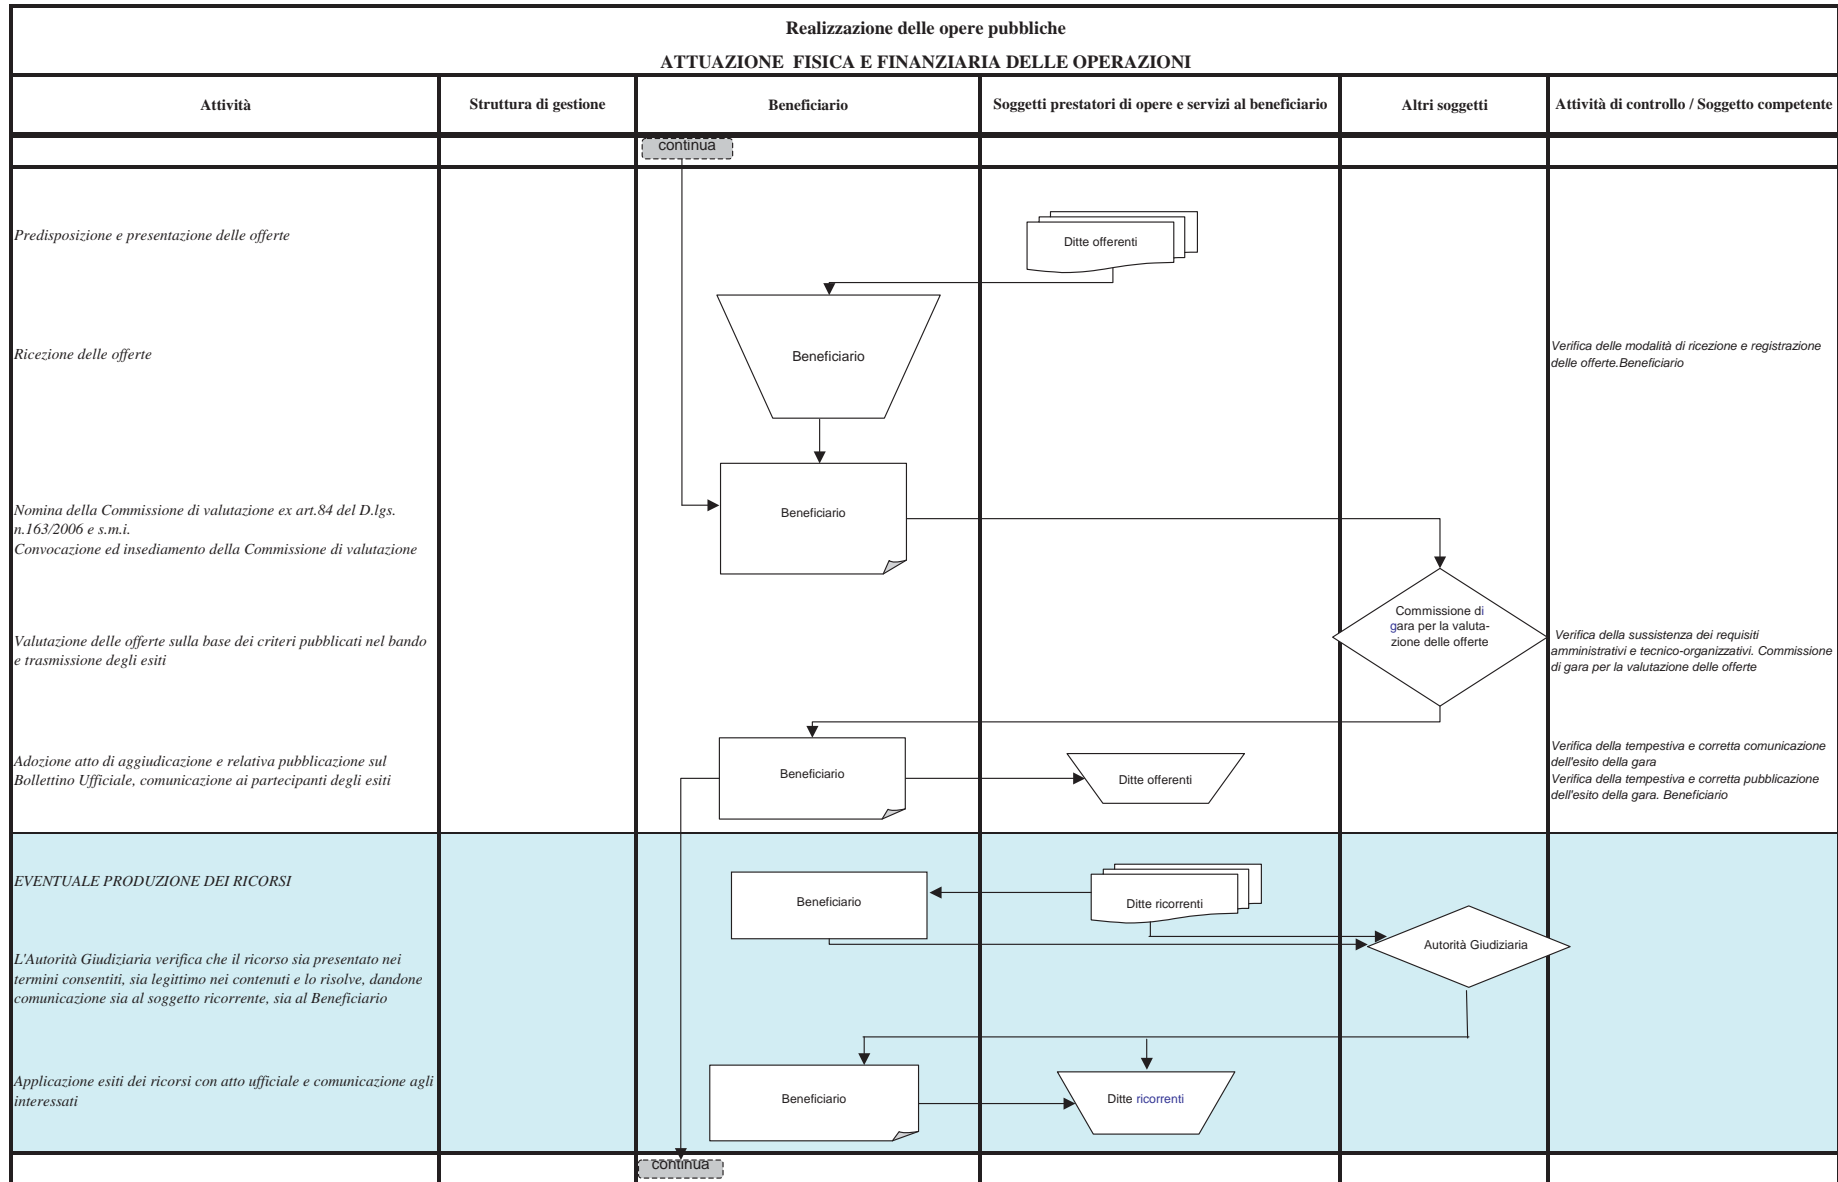 Realizzazione delle opere pubbliche
ATTUAZIONE FISICA E FINANZIARIA DELLE OPERAZIONI
Attività
Struttura di gestione
Beneficiario
Soggetti prestatori di opere e servizi al beneficiario
Altri soggetti
Attività di controllo / Soggetto competente
continua
Predisposizione e presentazione delle offerte
Ditte offerenti
Ricezione delle offerte
Beneficiario
Verifica delle modalità di ricezione e registrazione
delle offerte.Beneficiario
Nomina della Commissione di valutazione ex art.84 del D.lgs.
n.163/2006 e s.m.i.
Convocazione ed insediamento della Commissione di valutazione
Beneficiario
Valutazione delle offerte sulla base dei criteri pubblicati nel bando
e trasmissione degli esiti
Commissione di
gara per la valuta-
zione delle offerte
Verifica della sussistenza dei requisiti
amministrativi e tecnico-organizzativi. Commissione
di gara per la valutazione delle offerte
Adozione atto di aggiudicazione e relativa pubblicazione sul
Bollettino Ufficiale, comunicazione ai partecipanti degli esiti
Beneficiario
Ditte offerenti
Verifica della tempestiva e corretta comunicazione
dell'esito della gara
Verifica della tempestiva e corretta pubblicazione
dell'esito della gara. Beneficiario
EVENTUALE PRODUZIONE DEI RICORSI
Beneficiario
Ditte ricorrenti
L'Autorità Giudiziaria verifica che il ricorso sia presentato nei
termini consentiti, sia legittimo nei contenuti e lo risolve, dandone
comunicazione sia al soggetto ricorrente, sia al Beneficiario
Autorità Giudiziaria
Applicazione esiti dei ricorsi con atto ufficiale e comunicazione agli
interessati
Beneficiario
Ditte ricorrenti
continua